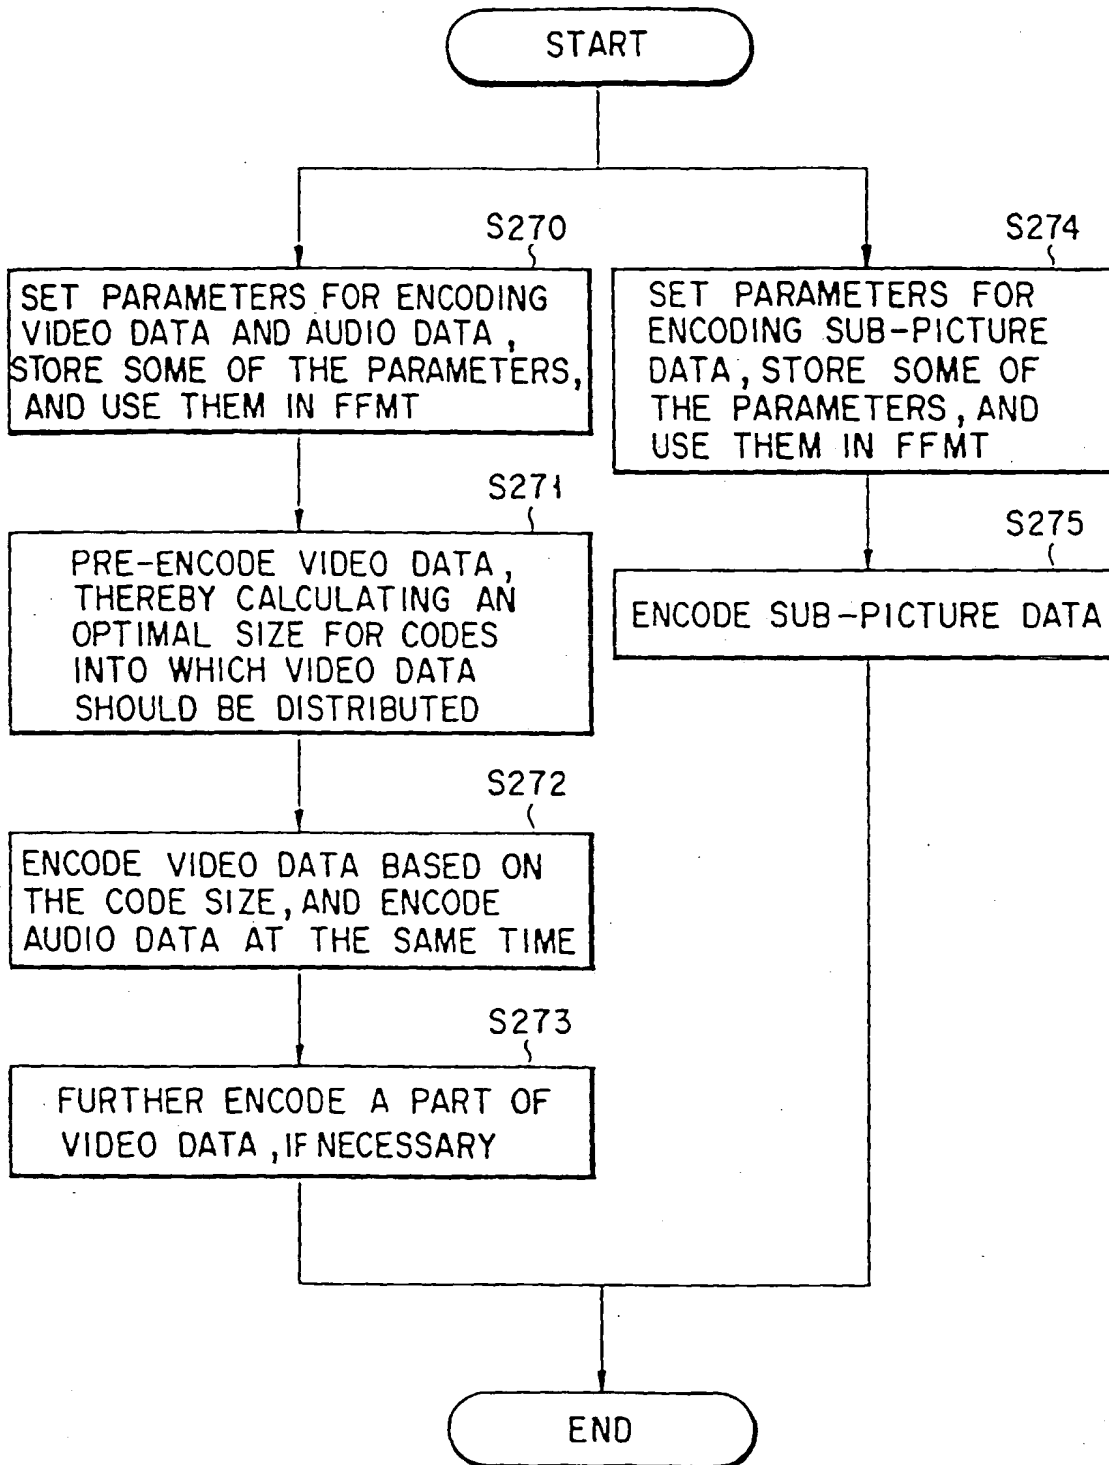 START
S270
SET PARAMETERS FOR ENCODING
VIDEO DATA AND AUDIO DATA,
STORE SOME OF THE PARAMETERS,
AND USE THEM IN FFMT
S271
PRE-ENCODE VIDEO DATA,
THEREBY CALCULATING AN
OPTIMAL SIZE FOR CODES
INTO WHICH VIDEO DATA
SHOULD BE DISTRIBUTED
S272
ENCODE VIDEO DATA BASED ON
THE CODE SIZE, AND ENCODE
AUDIO DATA AT THE SAME TIME
S273
FURTHER ENCODE A PART OF
VIDEO DATA, IF NECESSARY
S274
SET PARAMETERS FOR
ENCODING SUB-PICTURE
DATA, STORE SOME OF
THE PARAMETERS, AND
USE THEM IN FFMT
S275
ENCODE SUB-PICTURE DATA
END